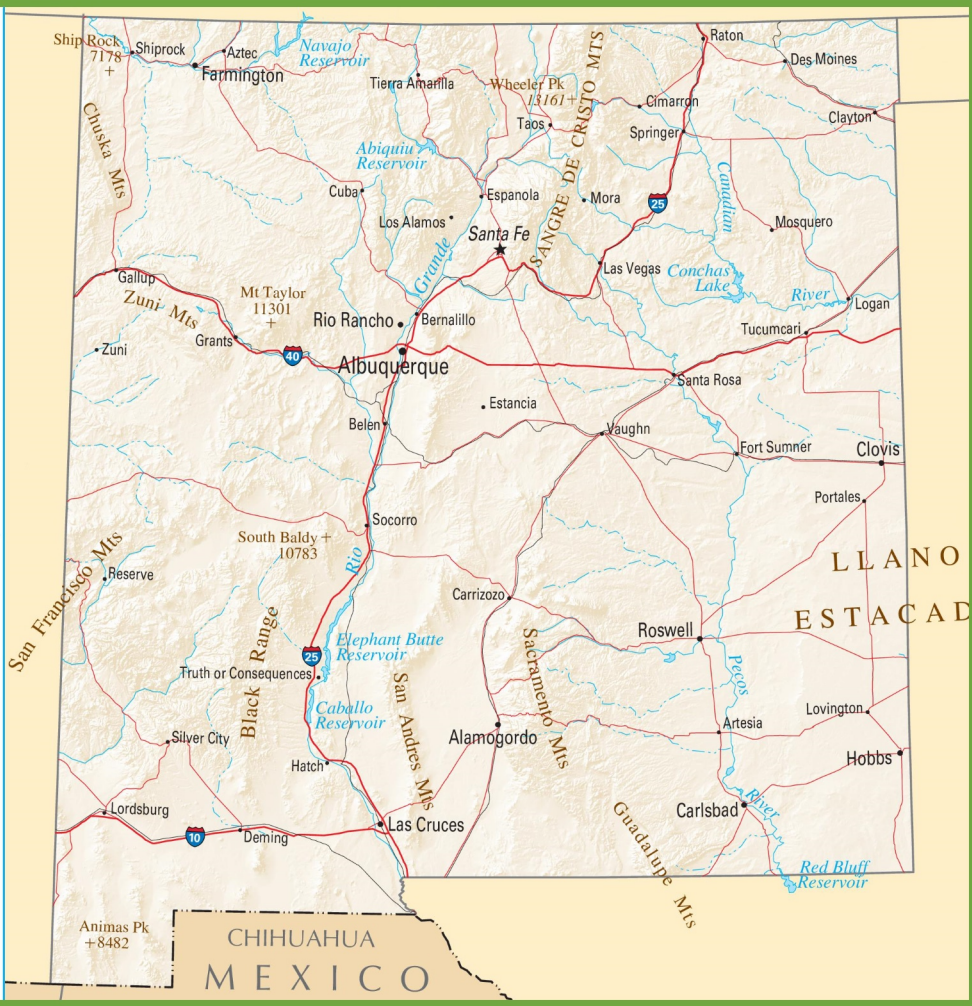 Ship Rock
7178
Shiprock
Aztec
Farmington
Navajo
Reservoir
Tierra Amarilla
Wheeler Pk
13161
Taos
SANGRE DE CRISTO MTS
Raton
Des Moines
Cimarron
Springer
Clayton
Chuska Mts
Abiquiu
Reservoir
Cuba
Espanola
Los Alamos
Santa Fe
Mora
25
Canadian
Mosquero
Las Vegas
Conchas
Lake
River
Logan
Tucumcari
Gallup
Zuni Mts
Mt Taylor
11301
Grande
Rio Rancho
Bernalillo
Grants
Zuni
40
Albuquerque
Santa Rosa
Estancia
Belen
Vaughn
Fort Sumner
Clovis
Portales
Socorro
South Baldy
10783
Rio
San Francisco Mts
Reserve
LLANO
ESTACAD
Carrizozo
Roswell
Black Range
25
Elephant Butte
Reservoir
Truth or Consequences
Caballo
Reservoir
San Andres Mts
Sacramento Mts
Pecos
Lovington
Artesia
Silver City
Alamogordo
Hobbs
Hatch
Lordsburg
Carlsbad
River
Las Cruces
10
Deming
Guadalupe Mts
Red Bluff
Reservoir
Animas Pk
8482
CHIHUAHUA
MEXICO